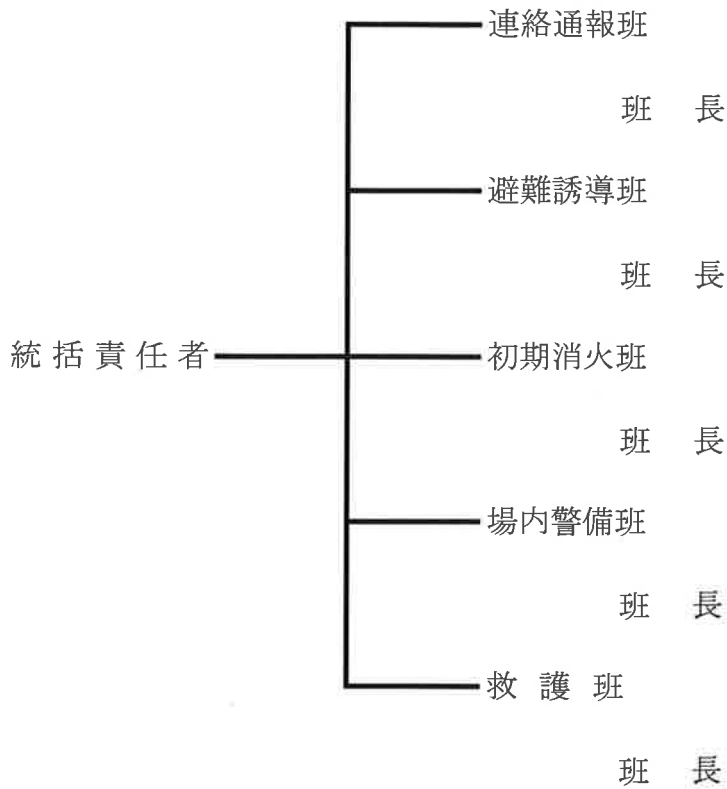 連絡通報班
班 長
避難誘導班
班 長
統括責任者
初期消火班
班 長
場内警備班
班 長
救護班
班 長